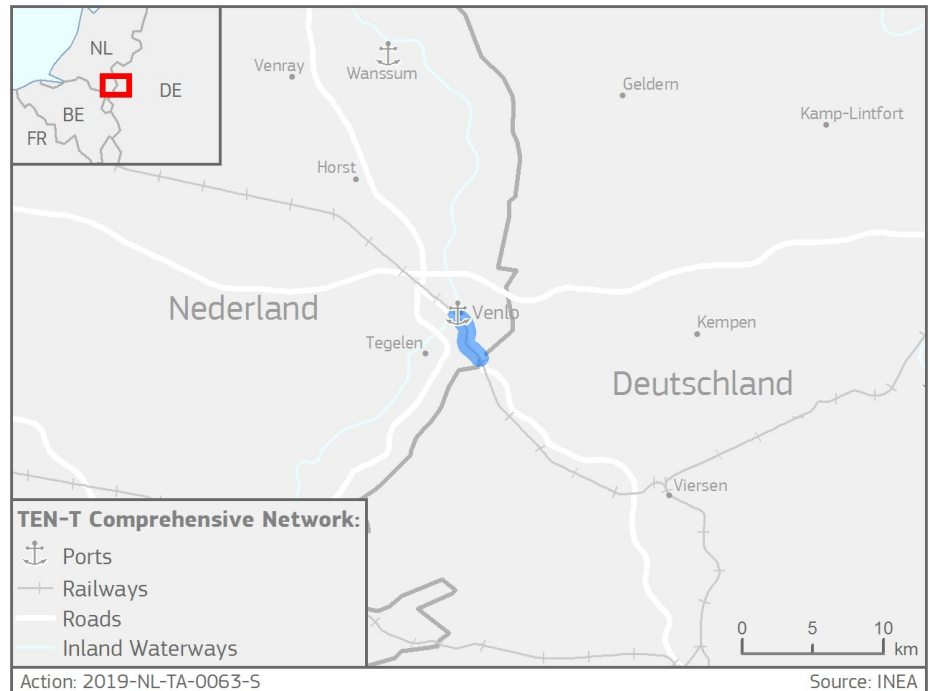 NL
DE
BE
FR
Venray
Wanssum
Geldern
Kamp-Lintfort
Horst
Nederland
Venlo
Kempen
Tegelen
Deutschland
Viersen
TEN-T Comprehensive Network:
Ports
Railways
Roads
Inland Waterways
0 5 10
km
Action: 2019-NL-TA-0063-S
Source: INEA